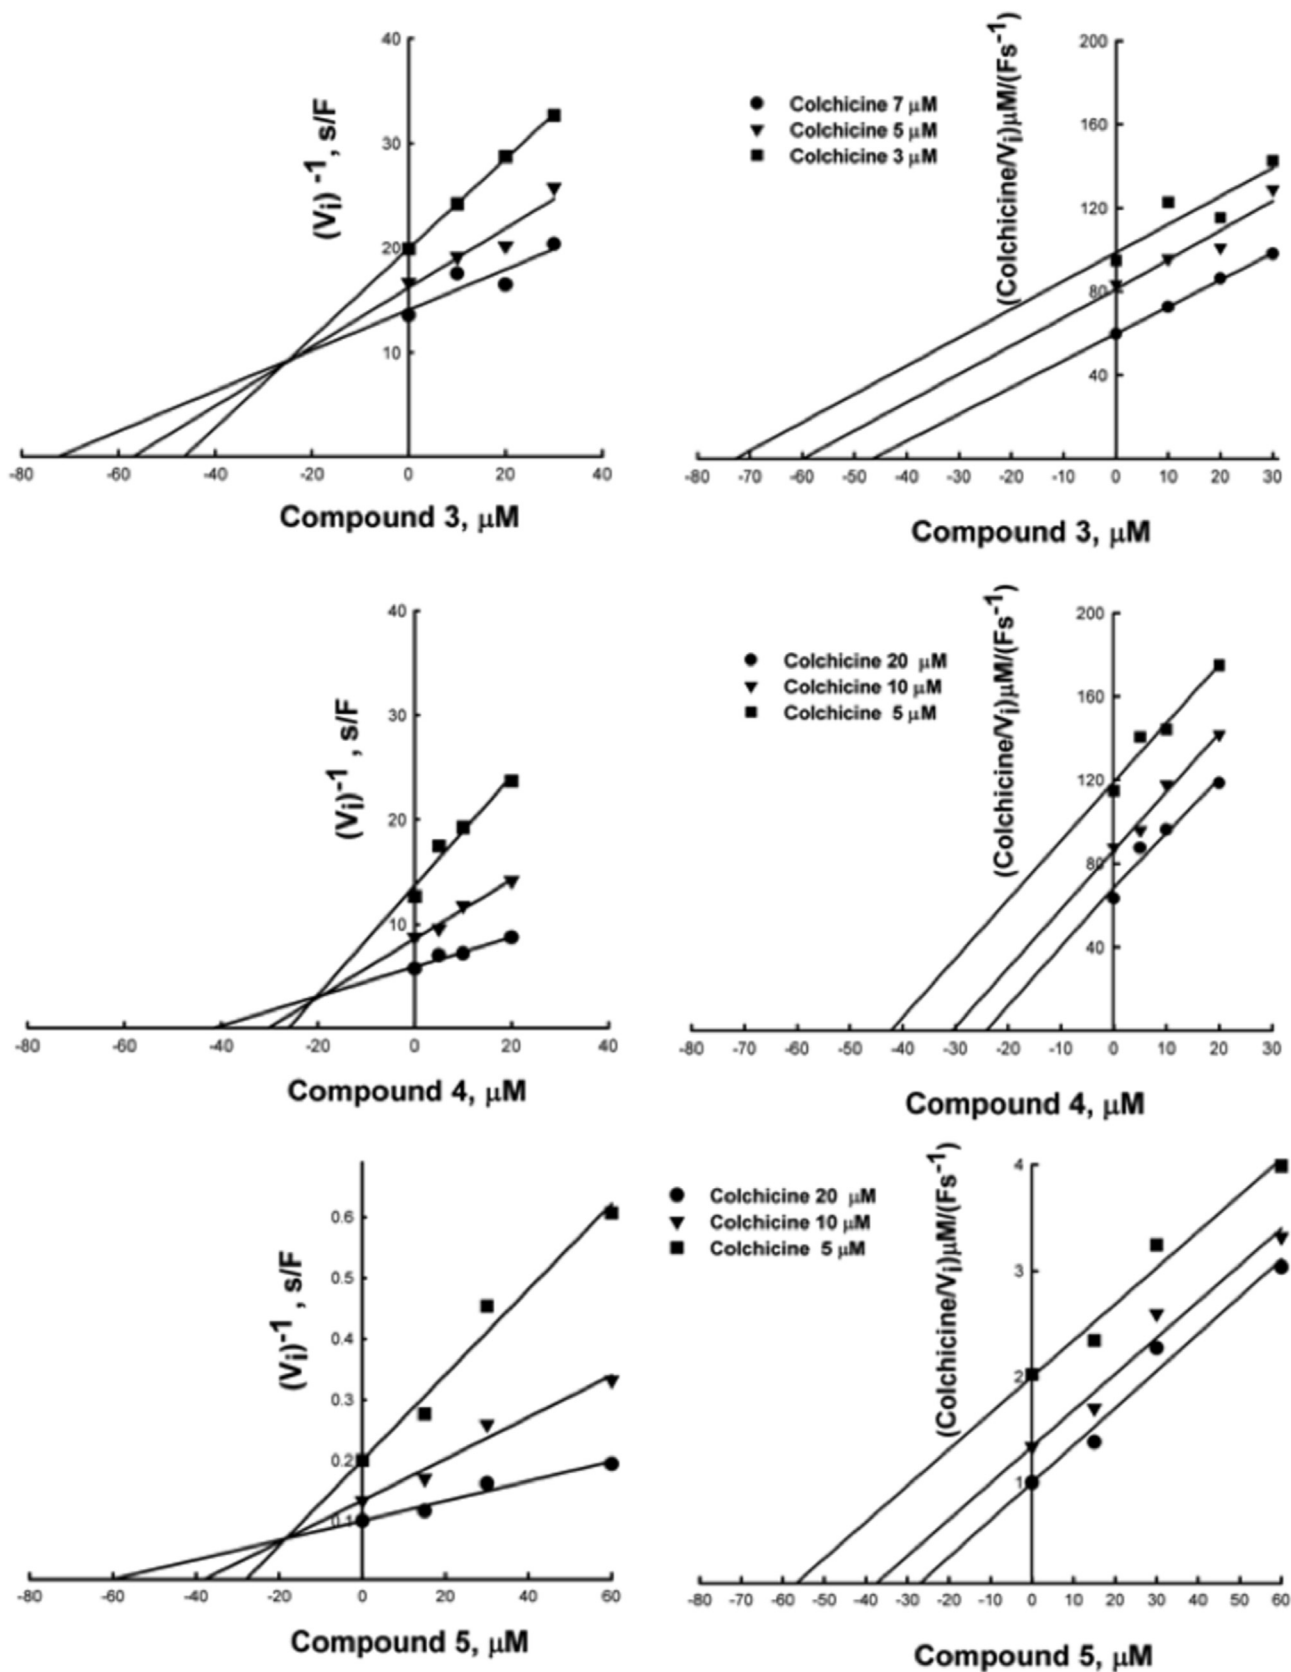 (Vi)-1, s/F
40
30
20
10
-80 -60 -40 -20 0 20 40
Compound 3, µM
Colchicine 7 µM
Colchicine 5 µM
Colchicine 3 µM
(Colchicine/Vi)µM/(Fs-1)
200
160
120
80
40
-80 -70 -60 -50 -40 -30 -20 -10 0 10 20 30
Compound 3, µM
(Vi)-1, s/F
40
30
20
10
-80 -60 -40 -20 0 20 40
Compound 4, µM
Colchicine 20 µM
Colchicine 10 µM
Colchicine 5 µM
(Colchicine/Vi)µM/(Fs-1)
200
160
120
80
40
-80 -70 -60 -50 -40 -30 -20 -10 0 10 20 30
Compound 4, µM
(Vi)-1, s/F
0.6
0.5
0.4
0.3
0.2
0.1
-80 -60 -40 -20 0 20 40 60
Compound 5, µM
Colchicine 20 µM
Colchicine 10 µM
Colchicine 5 µM
(Colchicine/Vi)µM/(Fs-1)
4
3
2
1
-80 -70 -60 -50 -40 -30 -20 -10 0 10 20 30 40 50 60
Compound 5, µM